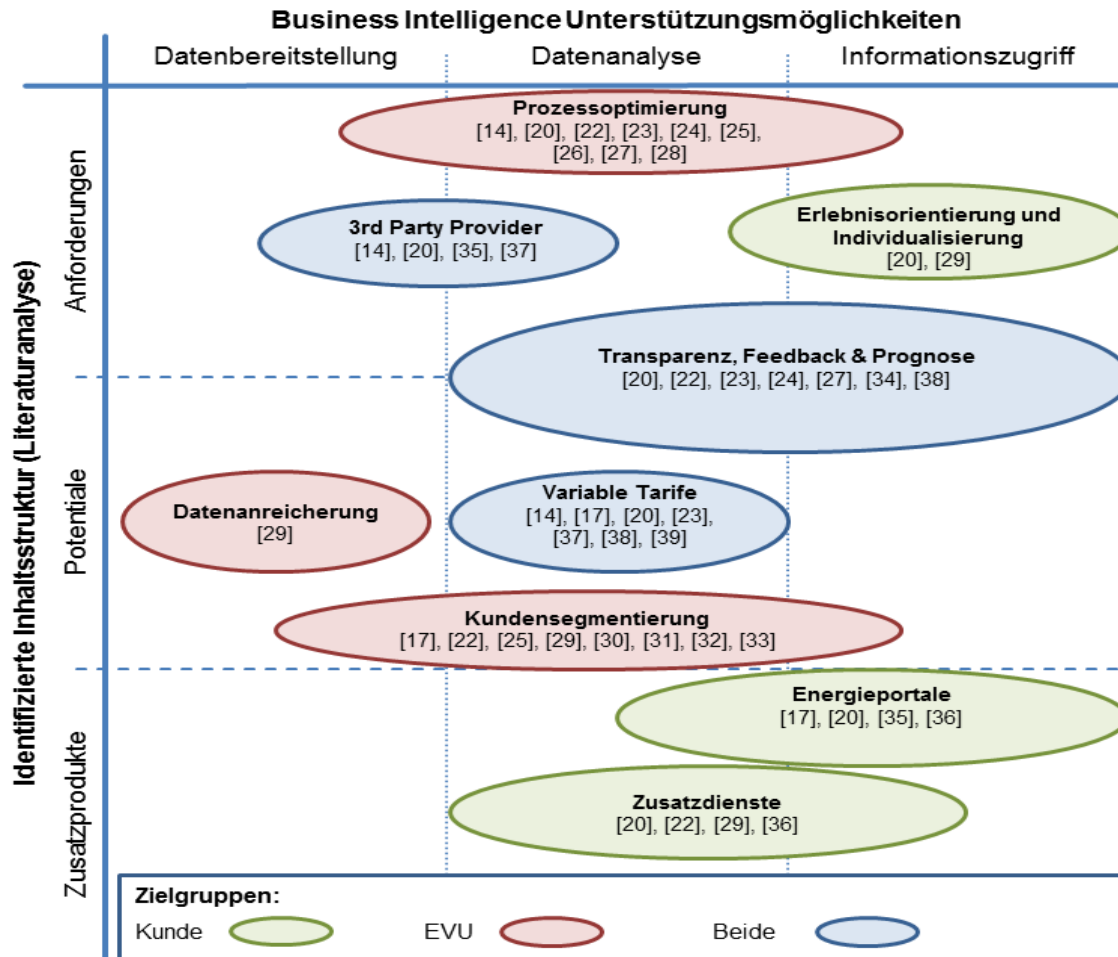 Business Intelligence Unterstützungsmöglichkeiten
Datenbereitstellung Datenanalyse Informationszugriff
Identifizierte Inhaltsstruktur (Literaturanalyse)
Anforderungen
Prozessoptimierung
[14], [20], [22], [23], [24], [25],
[26], [27], [28]
3rd Party Provider
[14], [20], [35], [37]
Erlebnisorientierung und
Individualisierung
[20], [29]
Transparenz, Feedback & Prognose
[20], [22], [23], [24], [27], [34], [38]
Potentiale
Datenanreicherung
[29]
Variable Tarife
[14], [17], [20], [23],
[37], [38], [39]
Kundensegmentierung
[17], [22], [25], [29], [30], [31], [32], [33]
Zusatzprodukte
Energieportale
[17], [20], [35], [36]
Zusatzdienste
[20], [22], [29], [36]
Zielgruppen:
Kunde EVU Beide